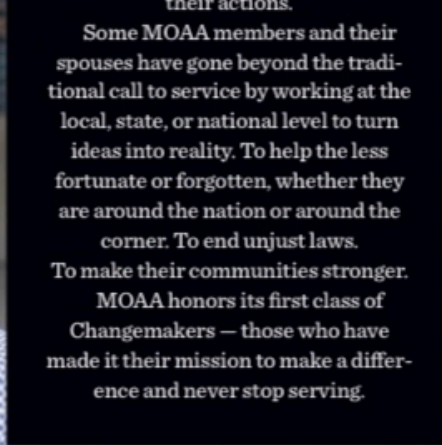 their actions.
Some MOAA members and their
spouses have gone beyond the tradi-
tional call to service by working at the
local, state, or national level to turn
ideas into reality. To help the less
fortunate or forgotten, whether they
are around the nation or around the
corner. To end unjust laws.
To make their communities stronger.
MOAA honors its first class of
Changemakers — those who have
made it their mission to make a differ-
ence and never stop serving.